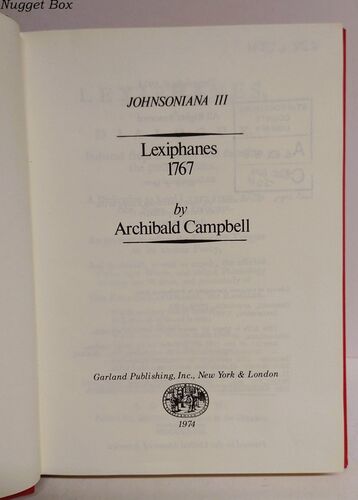 Nugget Box
JOHNSONIANA III
Lexiphanes
1767
by
Archibald Campbell
Garland Publishing, Inc., New York & London
1974